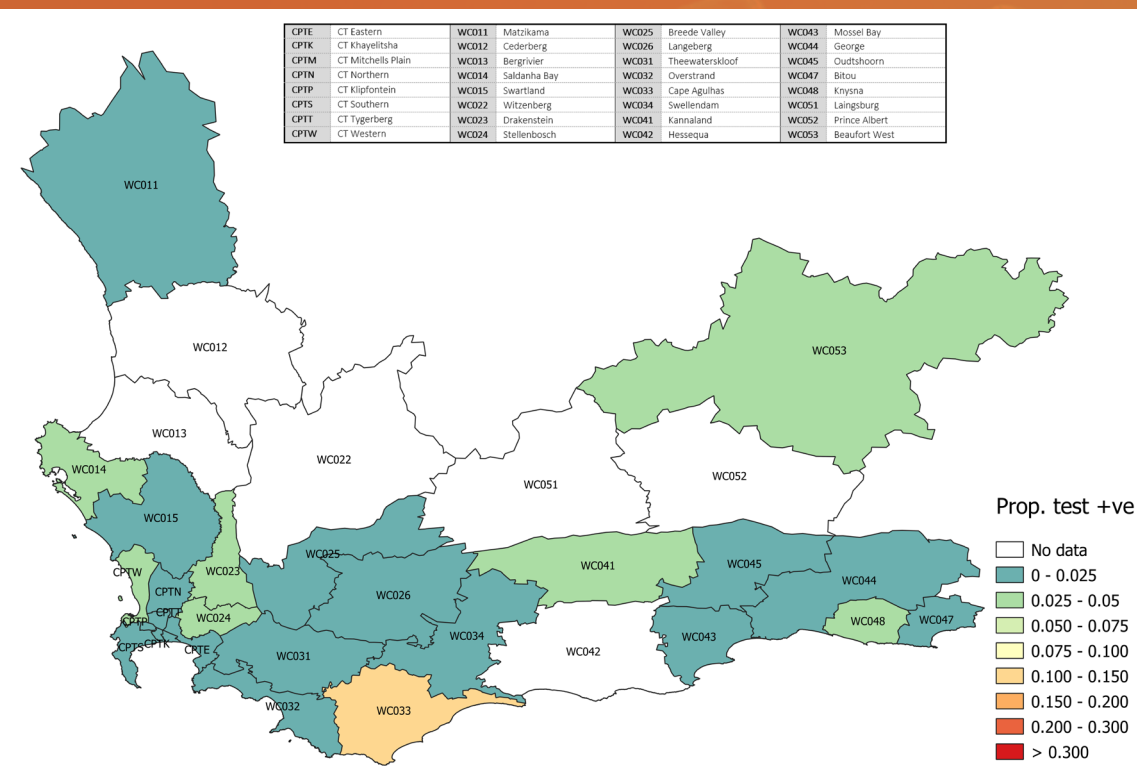 CPTE CT Eastern WC011 Matzikama WC025 Breede Valley WC043 Mossel Bay
CPTK CT Khayelitsha WC012 Cederberg WC026 Langeberg WC044 George
CPTM CT Mitchells Plain WC013 Bergrivier WC031 Theewaterskloof WC045 Oudtshoorn
CPTN CT Northern WC014 Saldanha Bay WC032 Overstrand WC047 Bitou
CPTP CT Klipfontein WC015 Swartland WC033 Cape Agulhas WC048 Knysna
CPTS CT Southern WC022 Witzenberg WC034 Swellendam WC051 Laingsburg
CPTT CT Tygerberg WC023 Drakenstein WC041 Kannaland WC052 Prince Albert
CPTW CT Western WC024 Stellenbosch WC042 Hessequa WC053 Beaufort West
WC011
WC012
WC053
WC013
WC022
WC014
WC052
WC051
WC015
WC025
WC041
WC045
CPTW
WC023
WC044
CPTN
WC026
CPTT
WC024
CPTP
WC048
WC047
WC034
WC043
CPTS
CPTK
CPTE
WC031
WC042
WC032
WC033
Prop. test +ve
No data
0 - 0.025
0.025 - 0.05
0.050 - 0.075
0.075 - 0.100
0.100 - 0.150
0.150 - 0.200
0.200 - 0.300
> 0.300